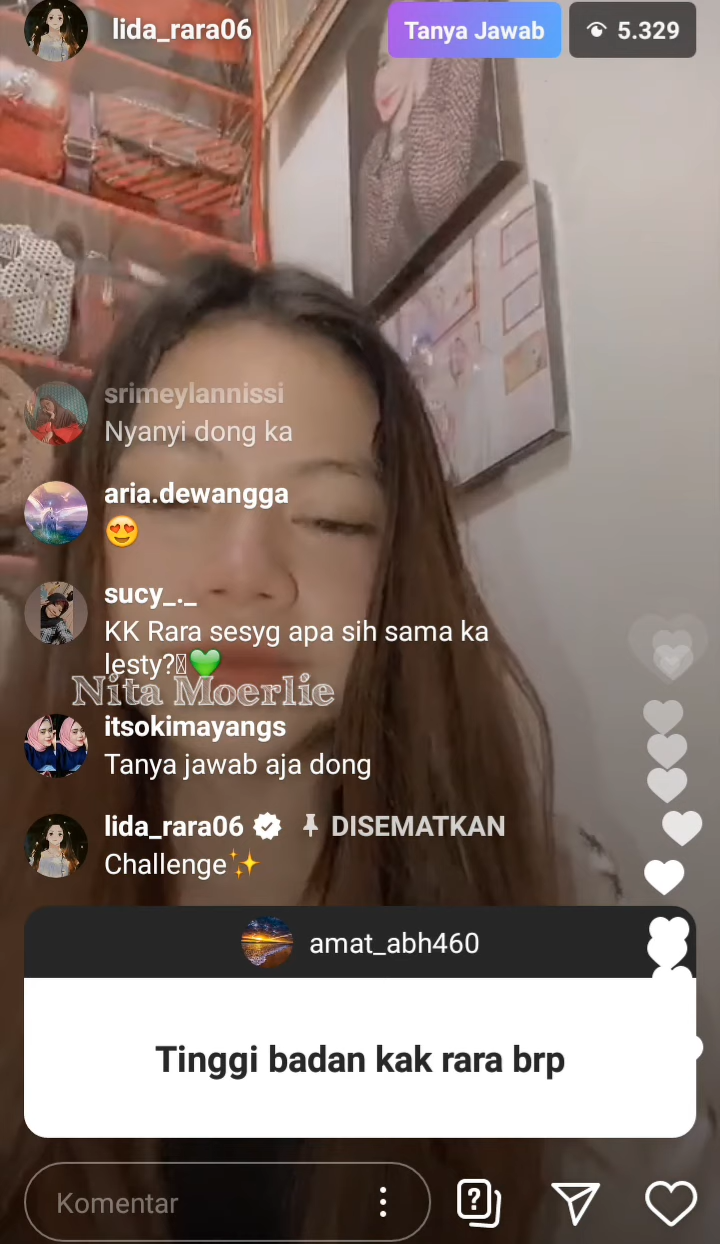 lida_rara06
Tanya Jawab
5.329
srimeylannissi
Nyanyi dong ka
aria.dewangga
😍
sucy_._
KK Rara sesyg apa sih sama ka
lesty?💚
Nita Moerlie
itsokimayangs
Tanya jawab aja dong
lida_rara06 DISEMATKAN
Challenge✨
amat_abh460
Tinggi badan kak rara brp
Komentar